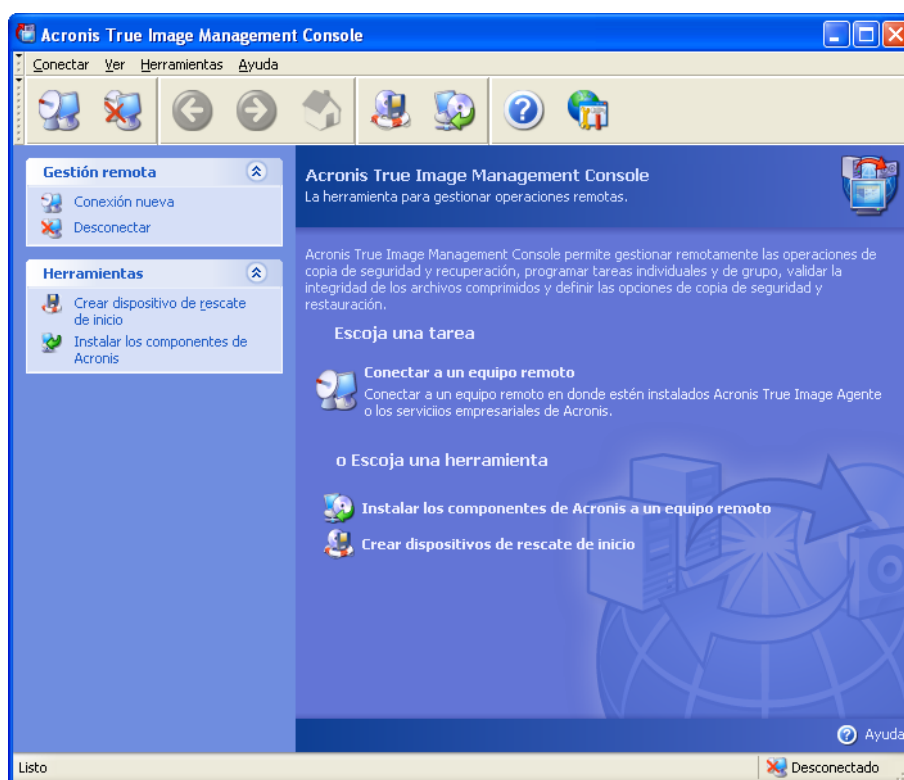 Acronis True Image Management Console
Conectar Ver Herramientas Ayuda
Gestión remota
Conexión nueva
Desconectar
Herramientas
Crear dispositivo de rescate
de inicio
Instalar los componentes de
Acronis
Acronis True Image Management Console
La herramienta para gestionar operaciones remotas.
Acronis True Image Management Console permite gestionar remotamente las operaciones de
copia de seguridad y recuperación, programar tareas individuales y de grupo, validar la
integridad de los archivos comprimidos y definir las opciones de copia de seguridad y
restauración.
Escoja una tarea
Conectar a un equipo remoto
Conectar a un equipo remoto en donde estén instalados Acronis True Image Agente
o los serviciios empresariales de Acronis.
o Escoja una herramienta
Instalar los componentes de Acronis a un equipo remoto
Crear dispositivos de rescate de inicio
Ayuda
Listo
Desconectado